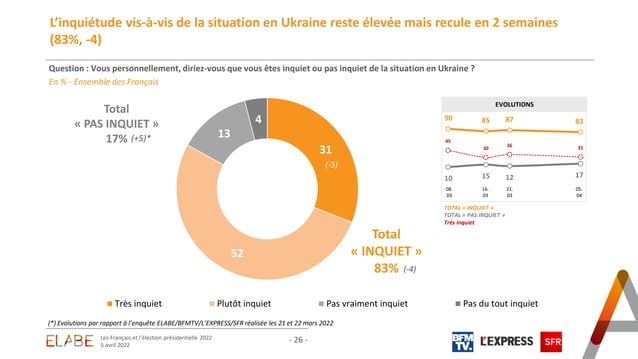 L'inquiétude vis-à-vis de la situation en Ukraine reste élevée mais recule en 2 semaines
(83%, -4)
Question : Vous personnellement, diriez-vous que vous êtes inquiet ou pas inquiet de la situation en Ukraine ?
En % - Ensemble des Français
Total
« PAS INQUIET »
17% (+5)*
4
13
31
(-5)
52
Total
« INQUIET »
83% (-4)
EVOLUTIONS
90 85 87 83
45 30 36 31
10 15 12 17
08. 16. 21. 05.
03 03 03 04
TOTAL « INQUIET »
TOTAL « PAS INQUIET »
Très inquiet
Très inquiet Plutôt inquiet Pas vraiment inquiet Pas du tout inquiet
(*) Evolutions par rapport à l'enquête ELABE/BFMTV/L'EXPRESS/SFR réalisée les 21 et 22 mars 2022
ELABE
Les Français et l'élection présidentielle 2022
5 avril 2022
- 26 -
BFM
TV.
L'EXPRESS
SFR